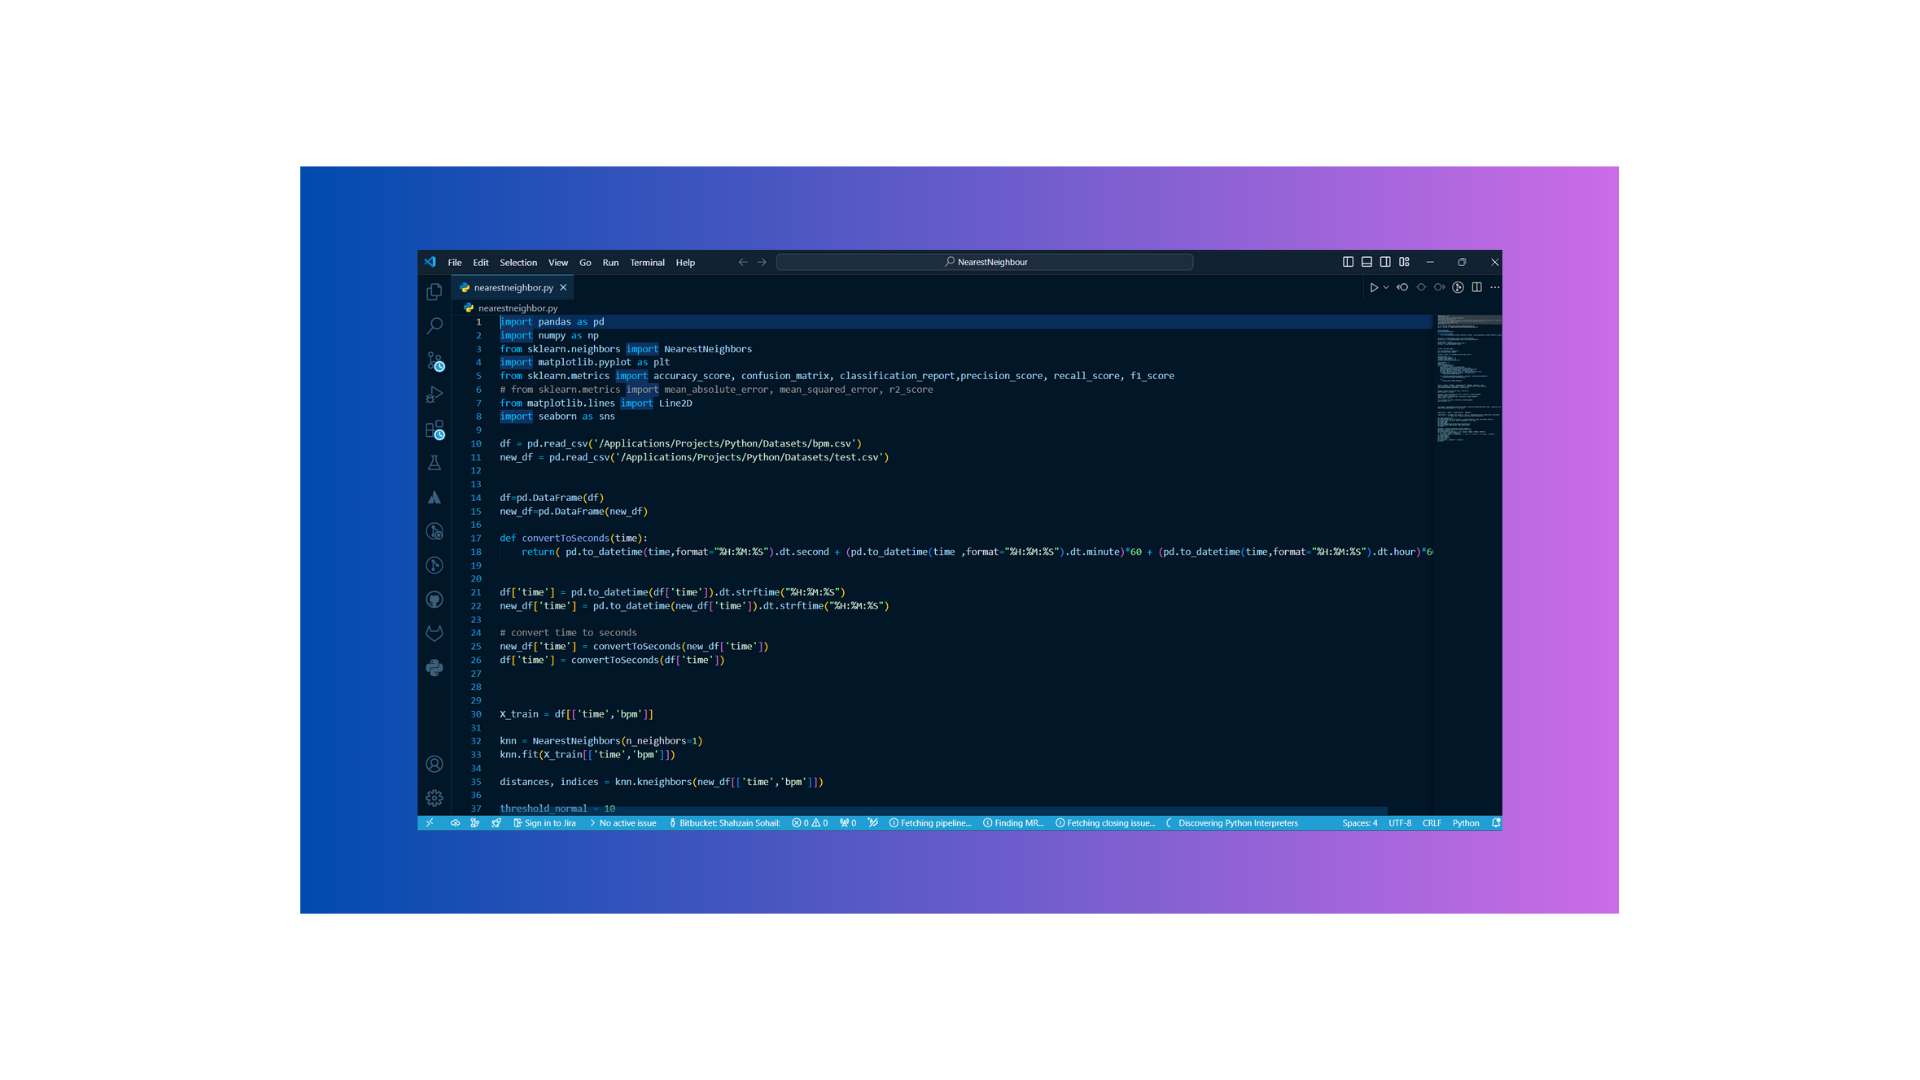 File Edit Selection View Go Run Terminal Help NearestNeighbour
nearestneighbor.py
nearestneighbor.py
1 import pandas as pd
2 import numpy as np
3 from sklearn.neighbors import NearestNeighbors
4 import matplotlib.pyplot as plt
5 from sklearn.metrics import accuracy_score, confusion_matrix, classification_report,precision_score, recall_score, f1_score
6 # from sklearn.metrics import mean_absolute_error, mean_squared_error, r2_score
7 from matplotlib.lines import Line2D
8 import seaborn as sns
9
10 df = pd.read_csv('/Applications/Projects/Python/Datasets/bpm.csv')
11 new_df = pd.read_csv('/Applications/Projects/Python/Datasets/test.csv')
12
13
14 df=pd.DataFrame(df)
15 new_df=pd.DataFrame(new_df)
16
17 def convertToSeconds(time):
18 return( pd.to_datetime(time,format="%H:%M:%S").dt.second + (pd.to_datetime(time ,format="%H:%M:%S").dt.minute)*60 + (pd.to_datetime(time,format="%H:%M:%S").dt.hour)*6
19
20
21 df['time'] = pd.to_datetime(df['time']).dt.strftime("%H:%M:%S")
22 new_df['time'] = pd.to_datetime(new_df['time']).dt.strftime("%H:%M:%S")
23
24 # convert time to seconds
25 new_df['time'] = convertToSeconds(new_df['time'])
26 df['time'] = convertToSeconds(df['time'])
27
28
29
30 X_train = df[['time','bpm']]
31
32 knn = NearestNeighbors(n_neighbors=1)
33 knn.fit(X_train[['time','bpm']])
34
35 distances, indices = knn.kneighbors(new_df[['time','bpm']])
36
37 threshold_normal = 10
Sign in to Jira No active issue Bitbucket: Shahzain Sohail: 0 0 0 Fetching pipeline... Finding MR... Fetching closing issue... Discovering Python Interpreters Spaces: 4 UTF-8 CRLF Python